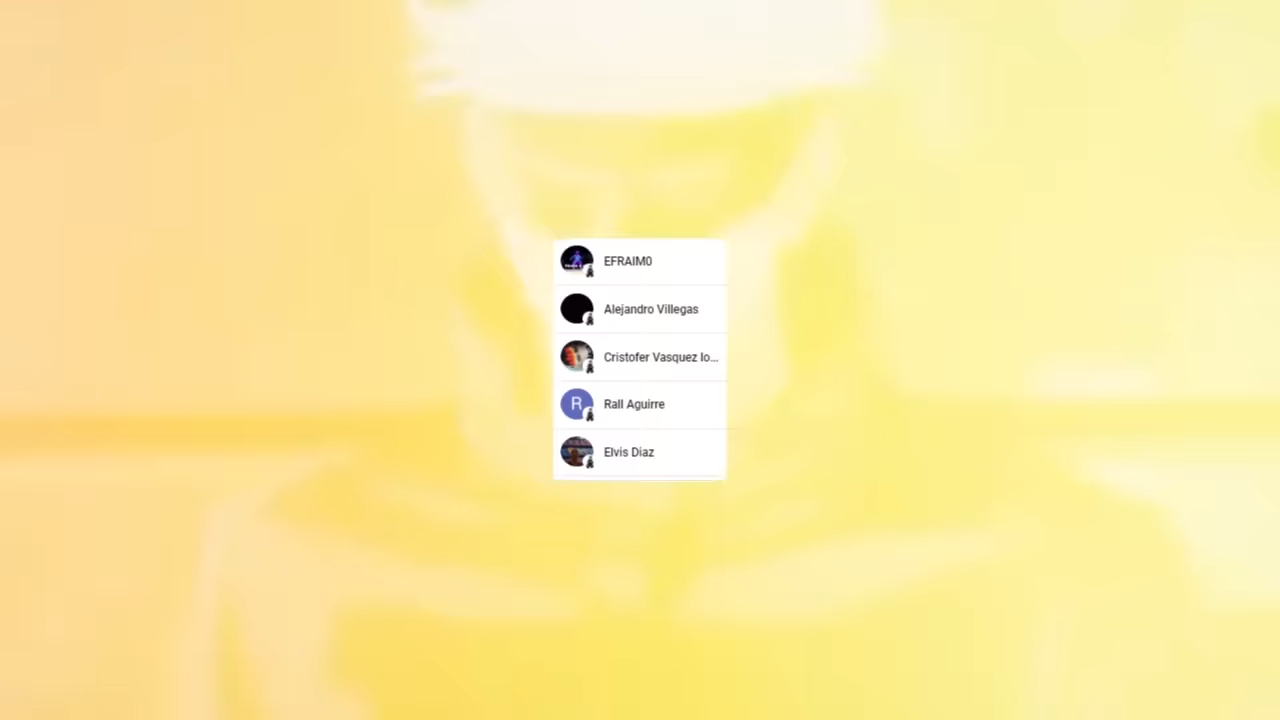 EFRAIM0
Alejandro Villegas
Cristofer Vasquez lo...
R
Rall Aguirre
Elvis Diaz